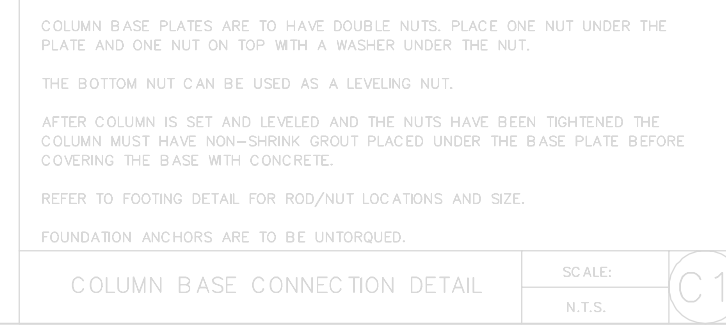 COLUMN BASE PLATES ARE TO HAVE DOUBLE NUTS. PLACE ONE NUT UNDER THE
PLATE AND ONE NUT ON TOP WITH A WASHER UNDER THE NUT.
THE BOTTOM NUT CAN BE USED AS A LEVELING NUT.
AFTER COLUMN IS SET AND LEVELED AND THE NUTS HAVE BEEN TIGHTENED THE
COLUMN MUST HAVE NON-SHRINK GROUT PLACED UNDER THE BASE PLATE BEFORE
COVERING THE BASE WITH CONCRETE.
REFER TO FOOTING DETAIL FOR ROD/NUT LOCATIONS AND SIZE.
FOUNDATION ANCHORS ARE TO BE UNTORQUED.
COLUMN BASE CONNECTION DETAIL
SCALE:
N.T.S.
C1